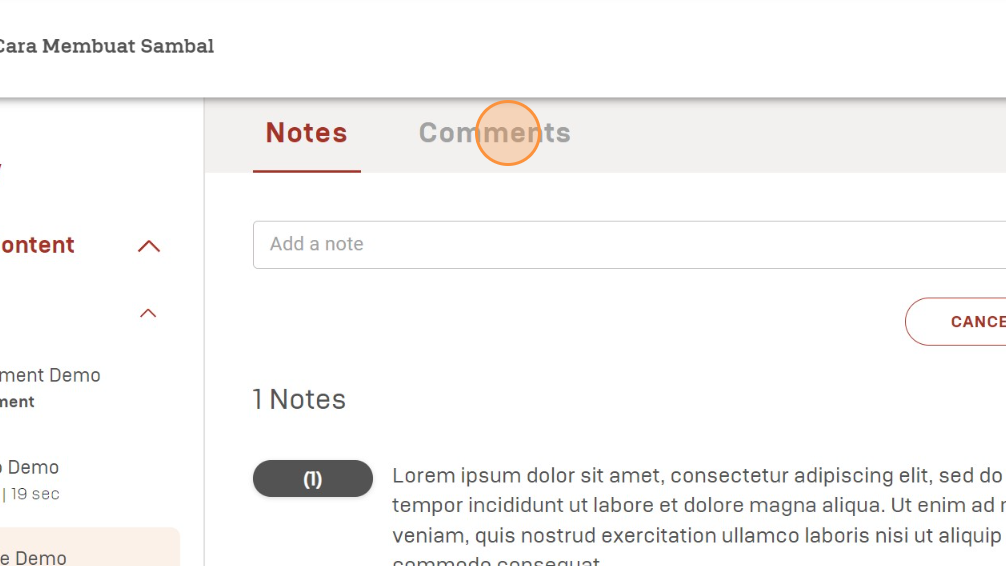 Cara Membuat Sambal
Notes
Comments
ontent
Add a note
CANCE
ment Demo
ment
1 Notes
Demo
| 19 sec
(1)
Lorem ipsum dolor sit amet, consectetur adipiscing elit, sed do
tempor incididunt ut labore et dolore magna aliqua. Ut enim ad
veniam, quis nostrud exercitation ullamco laboris nisi ut aliquip
commodo consequat.
e Demo